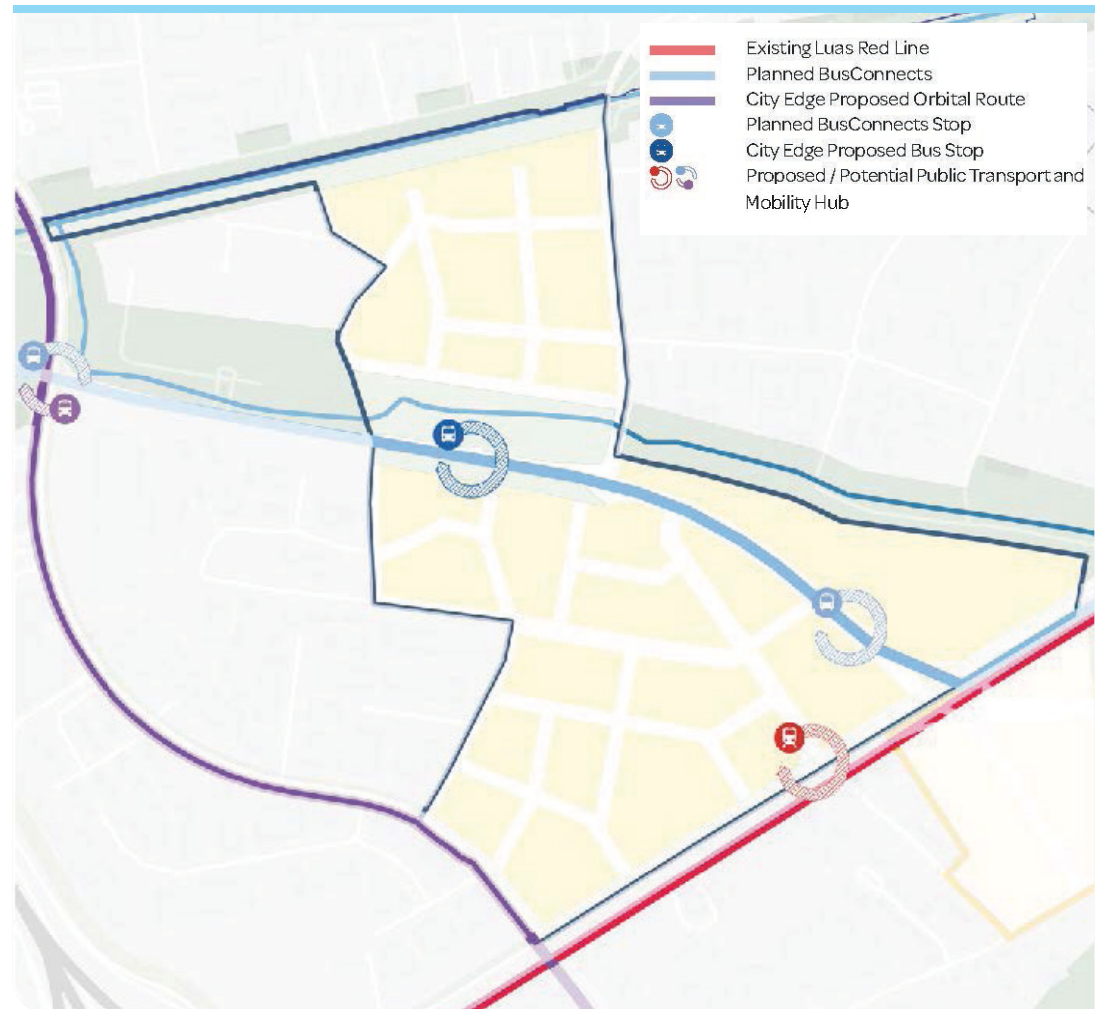 Existing Luas Red Line
Planned BusConnects
City Edge Proposed Orbital Route
Planned BusConnects Stop
City Edge Proposed Bus Stop
Proposed / Potential Public Transport and
Mobility Hub